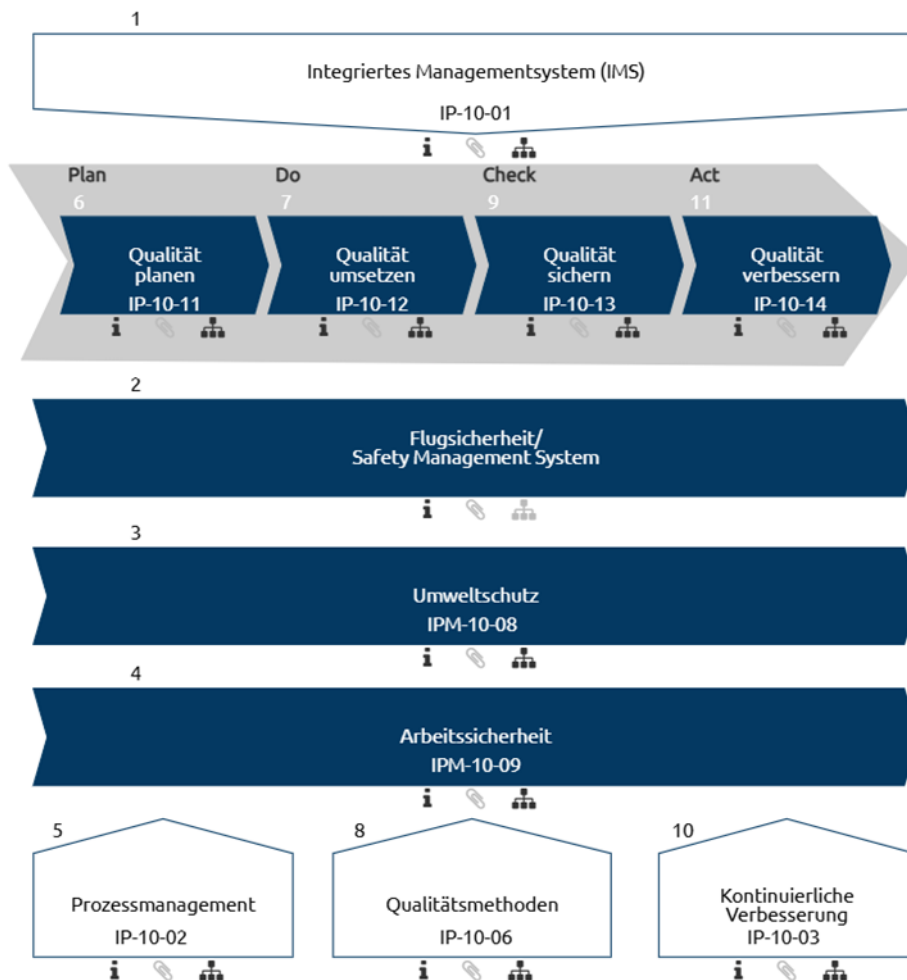 1
Integriertes Managementsystem (IMS)
IP-10-01
Plan
Do
Check
Act
6
7
9
11
Qualität
planen
IP-10-11
Qualität
umsetzen
IP-10-12
Qualität
sichern
IP-10-13
Qualität
verbessern
IP-10-14
2
Flugsicherheit/
Safety Management System
3
Umweltschutz
IPM-10-08
4
Arbeitssicherheit
IPM-10-09
5
Prozessmanagement
IP-10-02
8
Qualitätsmethoden
IP-10-06
10
Kontinuierliche
Verbesserung
IP-10-03